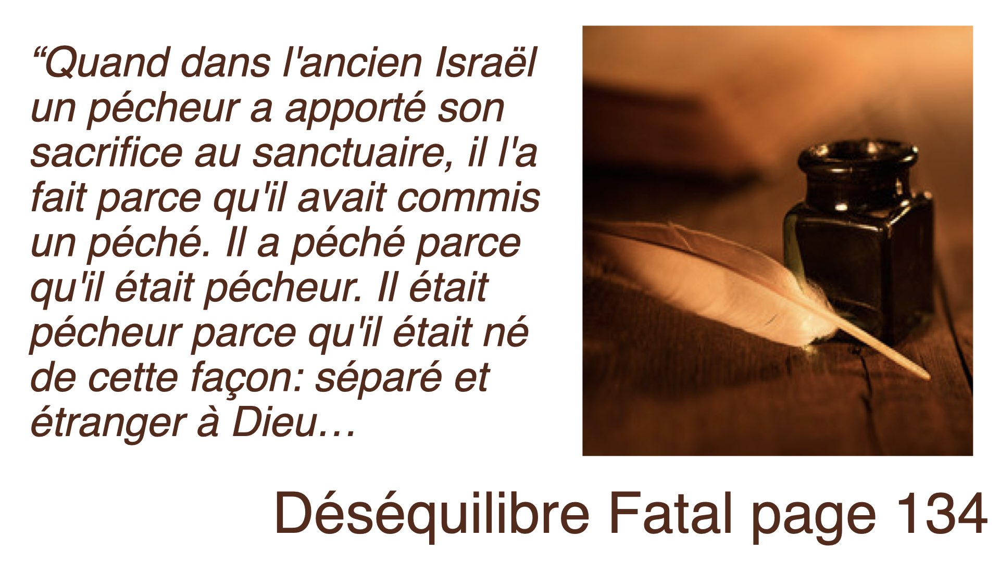 “Quand dans l'ancien Israël
un pécheur a apporté son
sacrifice au sanctuaire, il l'a
fait parce qu'il avait commis
un péché. Il a péché parce
qu'il était pécheur. Il était
pécheur parce qu'il était né
de cette façon: séparé et
étranger à Dieu…
Déséquilibre Fatal page 134